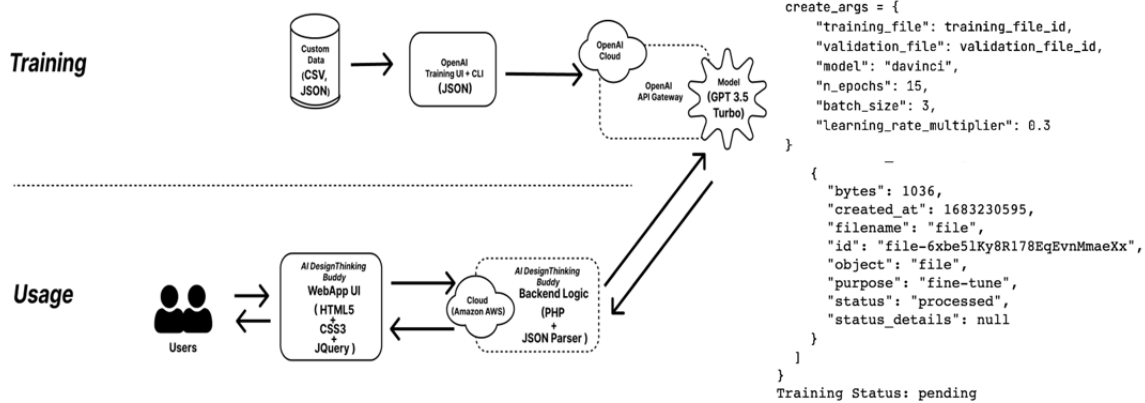 Training
Custom
Data
(CSV,
JSON)
OpenAI
Training UI + CLI
(JSON)
OpenAI
Cloud
OpenAI
API Gateway
Model
(GPT 3.5
Turbo)
Usage
Users
AI DesignThinking
Buddy
WebApp UI
( HTML5
+
CSS3
+
JQuery )
Cloud
(Amazon AWS)
AI DesignThinking
Buddy
Backend Logic
(PHP
+
JSON Parser )
create_args = {
"training_file": training_file_id,
"validation_file": validation_file_id,
"model": "davinci",
"n_epochs": 15,
"batch_size": 3,
"learning_rate_multiplier": 0.3
}
{
"bytes": 1036,
"created_at": 1683230595,
"filename": "file",
"id": "file-6xbe5lKy8R178EqEvnMmaeXx",
"object": "file",
"purpose": "fine-tune",
"status": "processed",
"status_details": null
}
]
}
Training Status: pending